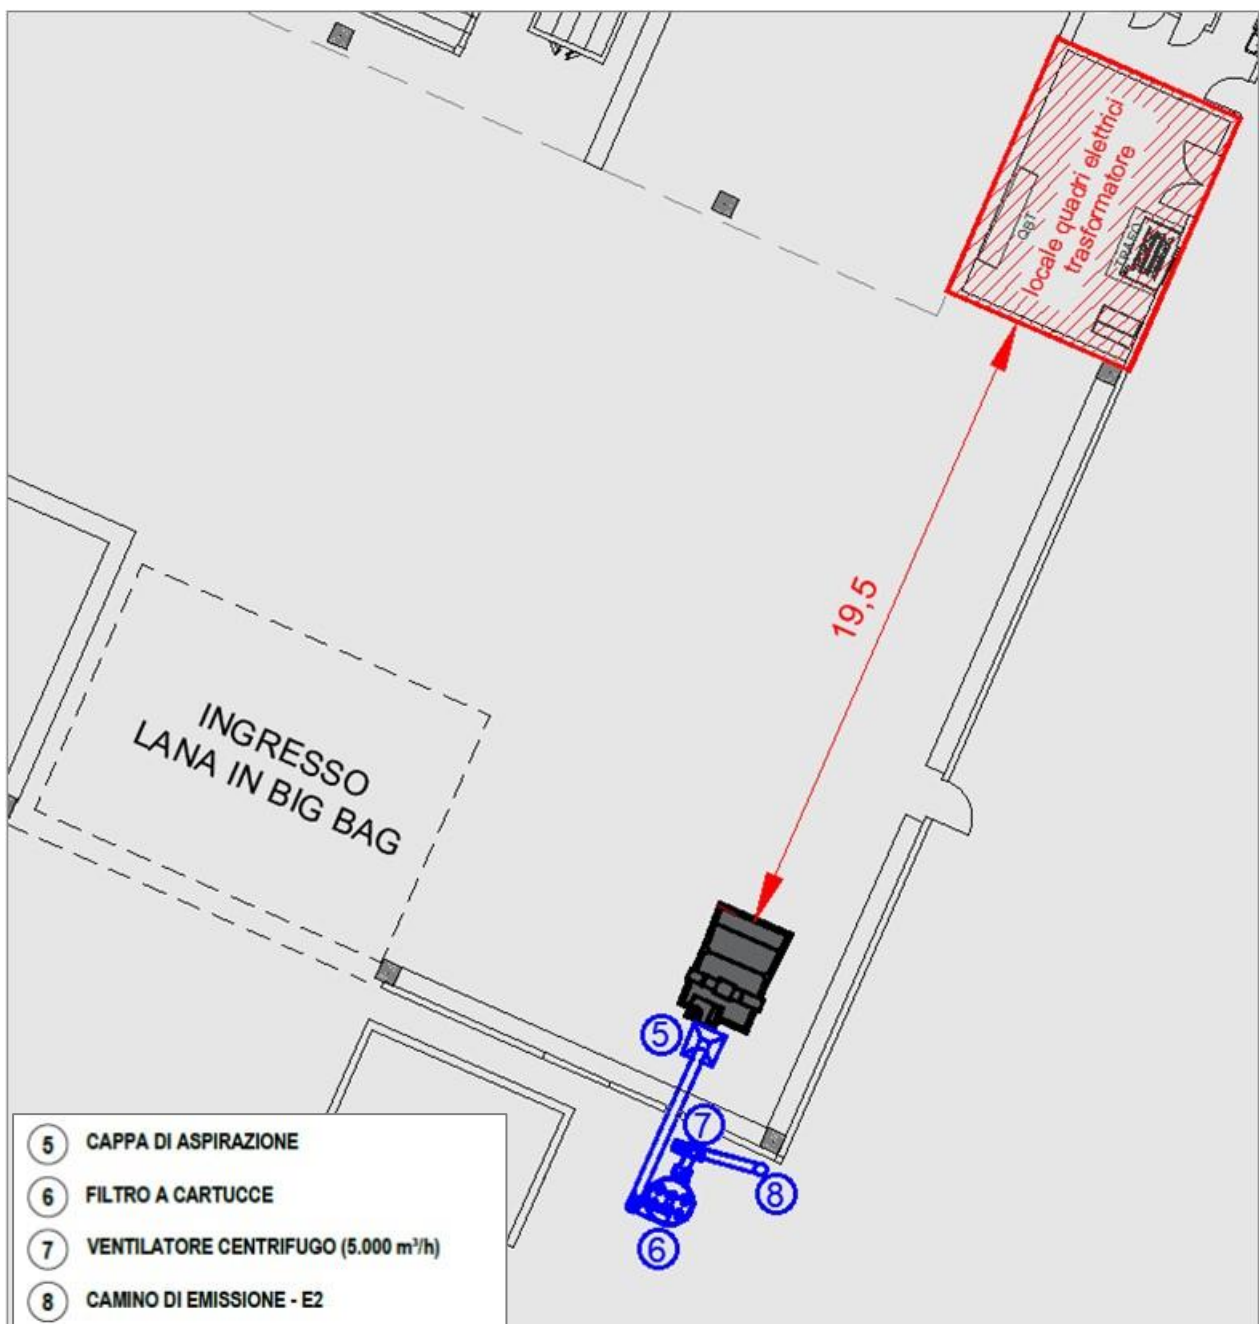 locale quadri elettrici
trasformatore
QBT
TRAFO
19,5
INGRESSO
LANA IN BIG BAG
5
7
8
6
5 CAPPA DI ASPIRAZIONE
6 FILTRO A CARTUCCE
7 VENTILATORE CENTRIFUGO (5.000 m³/h)
8 CAMINO DI EMISSIONE - E2